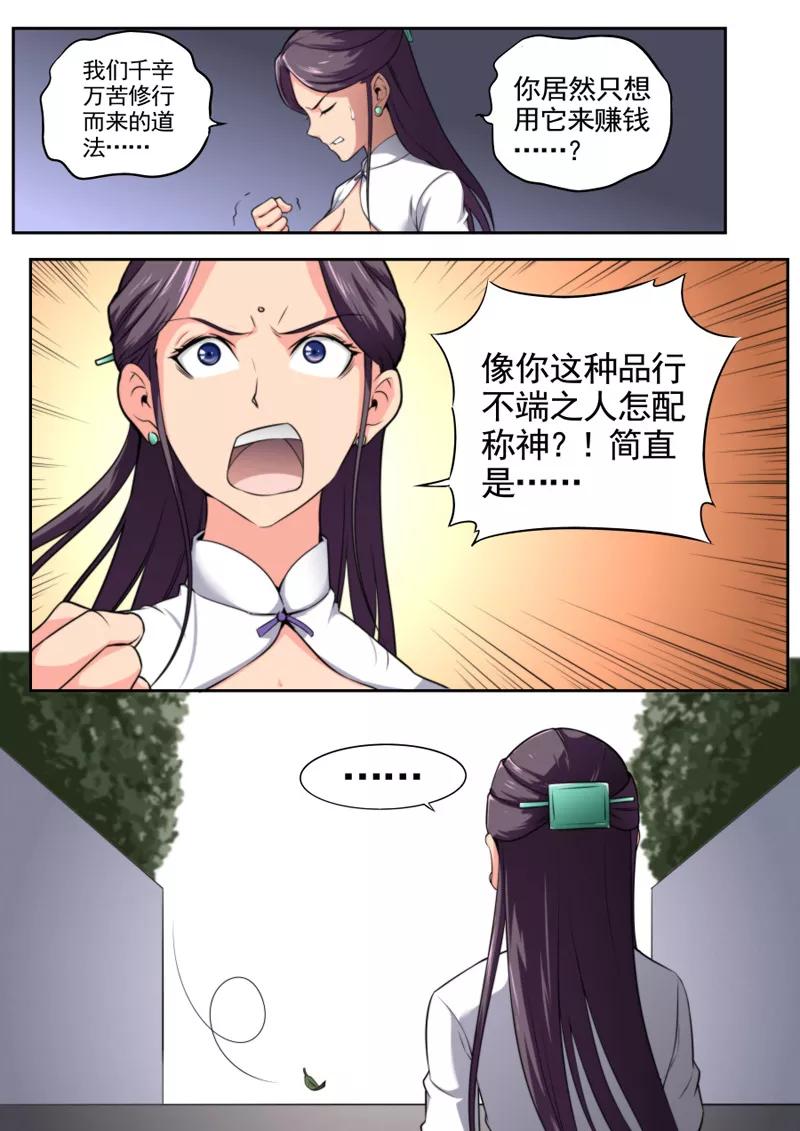 我们千辛
万苦修行
而来的道
法……
你居然只想
用它来赚钱
……？
像你这种品行
不端之人怎配
称神？！简直
是……
……